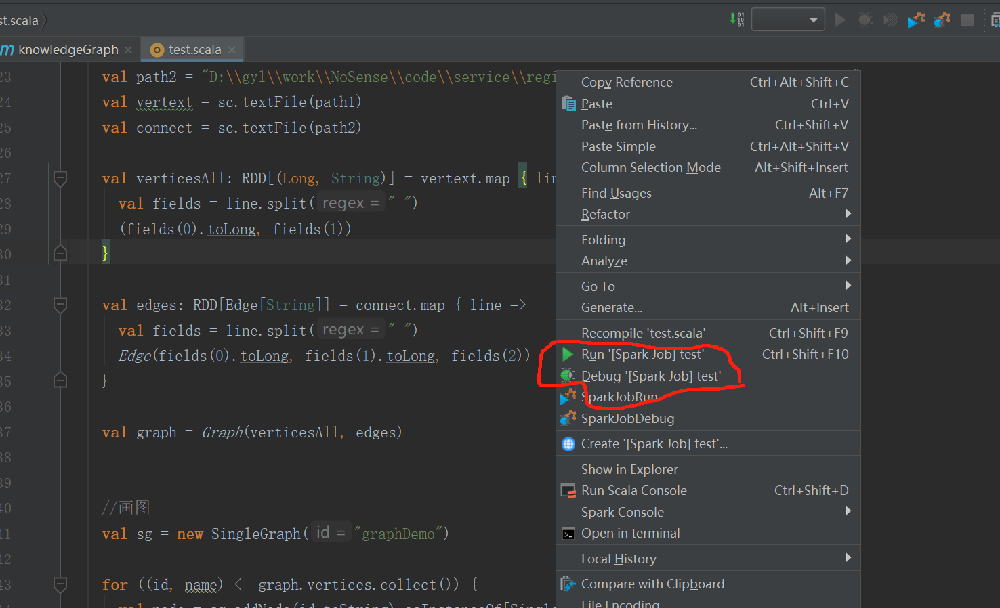 st.scala
knowledgeGraph
test.scala
23 val path2 = "D:\\gyl\\work\\NoSense\\code\\service\\regi
24 val vertext = sc.textFile(path1)
25 val connect = sc.textFile(path2)
26
27 val verticesAll: RDD[(Long, String)] = vertext.map { lin
28 val fields = line.split( regex = " ")
29 (fields(0).toLong, fields(1))
30 }
31
32 val edges: RDD[Edge[String]] = connect.map { line =>
33 val fields = line.split( regex = " ")
34 Edge(fields(0).toLong, fields(1).toLong, fields(2))
35 }
36
37 val graph = Graph(verticesAll, edges)
38
39
40 //画图
41 val sg = new SingleGraph( id = "graphDemo")
42
43 for ((id, name) <- graph.vertices.collect()) {
Copy Reference Ctrl+Alt+Shift+C
Paste Ctrl+V
Paste from History... Ctrl+Shift+V
Paste Simple Ctrl+Alt+Shift+V
Column Selection Mode Alt+Shift+Insert
Find Usages Alt+F7
Refactor
Folding
Analyze
Go To
Generate... Alt+Insert
Recompile 'test.scala' Ctrl+Shift+F9
Run '[Spark Job] test' Ctrl+Shift+F10
Debug '[Spark Job] test'
SparkJobRun
SparkJobDebug
Create '[Spark Job] test'...
Show in Explorer
Run Scala Console Ctrl+Shift+D
Spark Console
Open in terminal
Local History
Compare with Clipboard
File Encoding